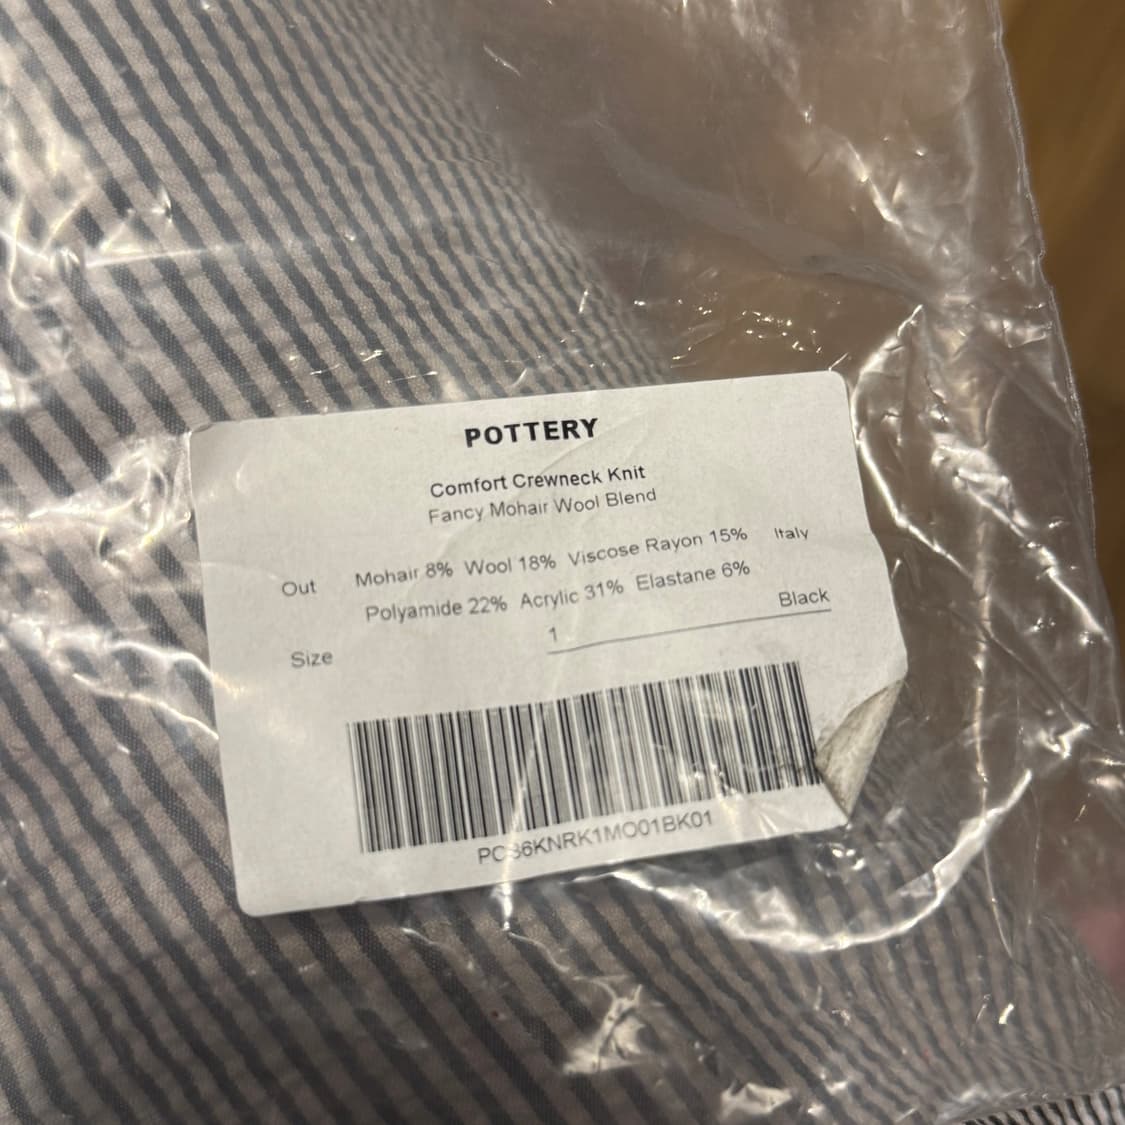 POTTERY
Comfort Crewneck Knit
Fancy Mohair Wool Blend
Out Mohair 8% Wool 18% Viscose Rayon 15% Italy
Polyamide 22% Acrylic 31% Elastane 6%
Size 1 Black